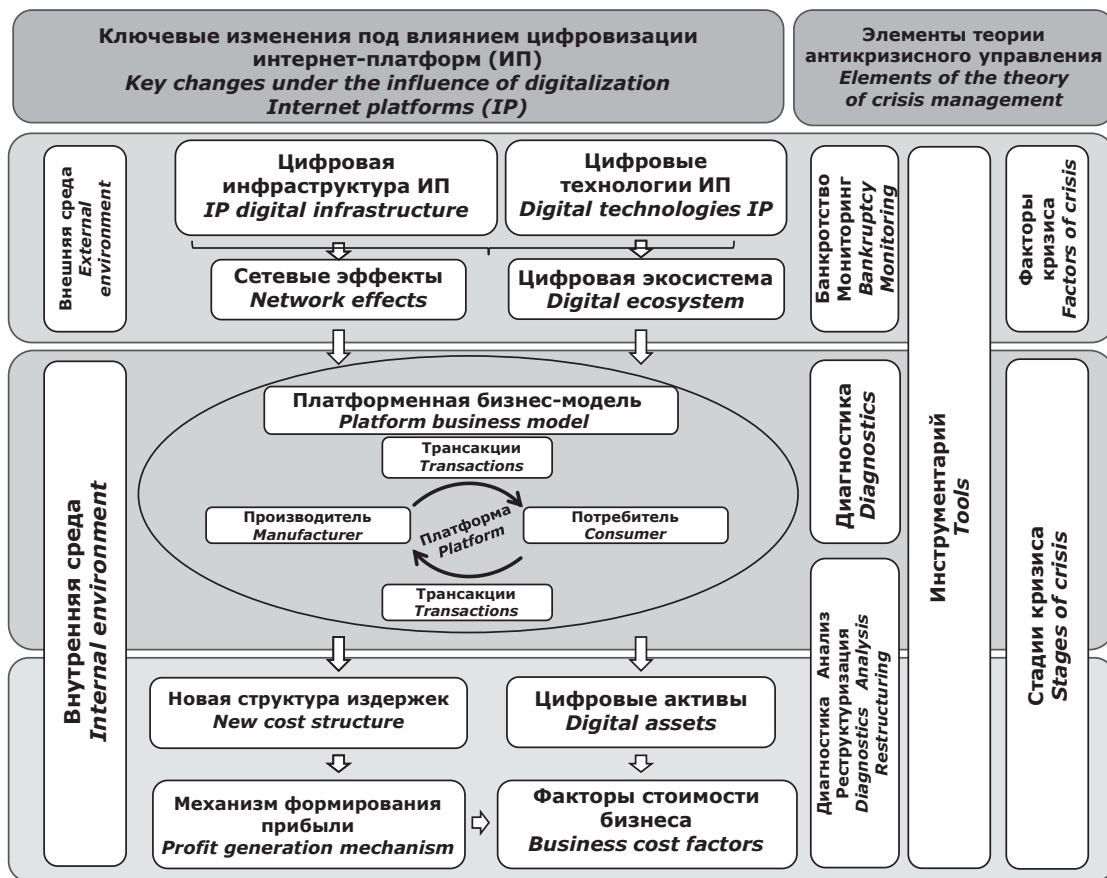 Ключевые изменения под влиянием цифровизации
интернет-платформ (ИП)
Key changes under the influence of digitalization
Internet platforms (IP)
Элементы теории
антикризисного управления
Elements of the theory
of crisis management
Внешняя среда
External
environment
Цифровая
инфраструктура ИП
IP digital infrastructure
Цифровые
технологии ИП
Digital technologies IP
Сетевые эффекты
Network effects
Цифровая экосистема
Digital ecosystem
Банкротство
Мониторинг
Bankruptcy
Monitoring
Инструментарий
Tools
Факторы
кризиса
Factors of crisis
Внутренняя среда
Internal environment
Платформенная бизнес-модель
Platform business model
Трансакции
Transactions
Производитель
Manufacturer
Платформа
Platform
Потребитель
Consumer
Трансакции
Transactions
Диагностика
Diagnostics
Стадии кризиса
Stages of crisis
Новая структура издержек
New cost structure
Цифровые активы
Digital assets
Диагностика Анализ
Реструктуризация
Diagnostics Analysis
Restructuring
Механизм формирования
прибыли
Profit generation mechanism
Факторы стоимости
бизнеса
Business cost factors